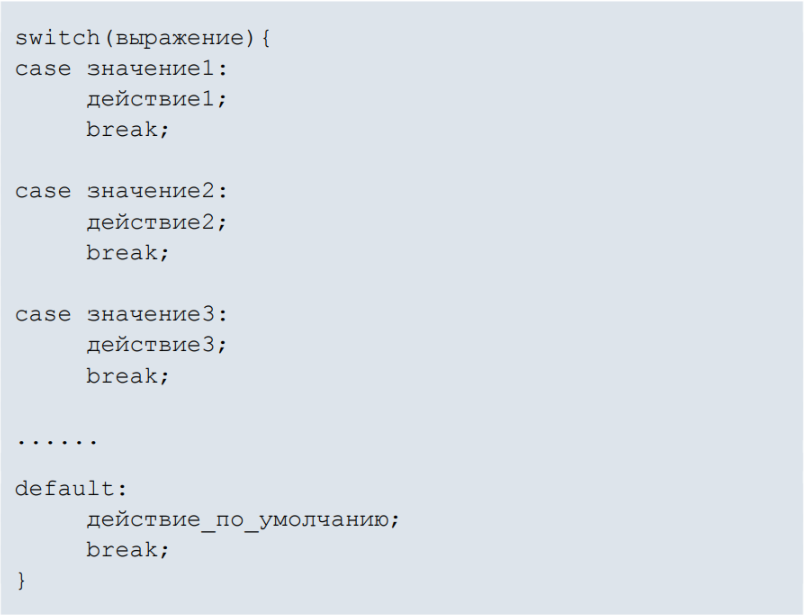 switch(выражение){
case значение1:
действие1;
break;
case значение2:
действие2;
break;
case значение3:
действие3;
break;
......
default:
действие_по_умолчанию;
break;
}